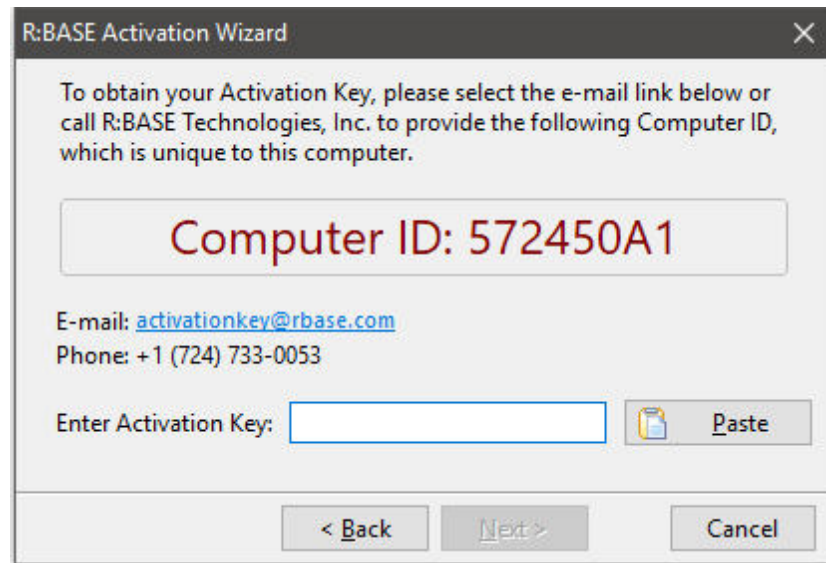 R:BASE Activation Wizard
To obtain your Activation Key, please select the e-mail link below or
call R:BASE Technologies, Inc. to provide the following Computer ID,
which is unique to this computer.
Computer ID: 572450A1
E-mail: activationkey@rbase.com
Phone: +1 (724) 733-0053
Enter Activation Key:
Paste
< Back
Next >
Cancel